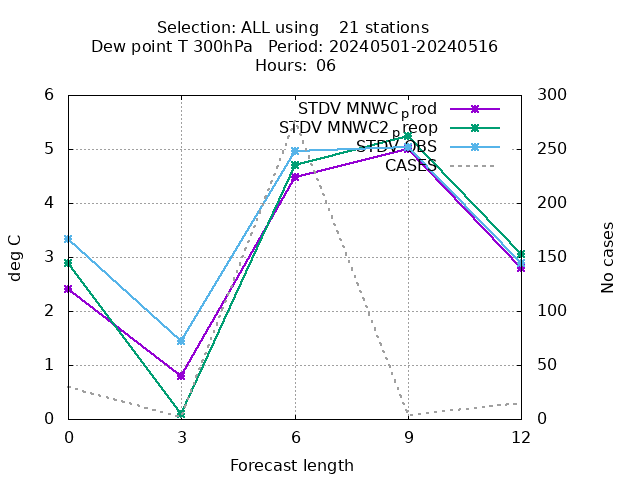 Selection: ALL using    21 stations
Dew point T 300hPa   Period: 20240501-20240516
Hours:  06
6 300
STDV MNWC_prod
STDV MNWC2_preop
5 STDV OBS 250
CASES
4 200
3 150
2 100
1 50
0 0
0 3 6 9 12
deg C
No cases
Forecast length